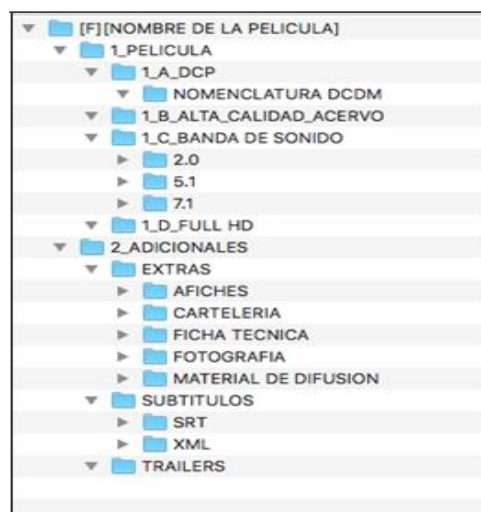 [F][NOMBRE DE LA PELICULA]
1_PELICULA
1_A_DCP
NOMENCLATURA DCDM
1_B_ALTA_CALIDAD_ACERVO
1_C_BANDA DE SONIDO
2.0
5.1
7.1
1_D_FULL HD
2_ADICIONALES
EXTRAS
AFICHES
CARTELERIA
FICHA TECNICA
FOTOGRAFIA
MATERIAL DE DIFUSION
SUBTITULOS
SRT
XML
TRAILERS